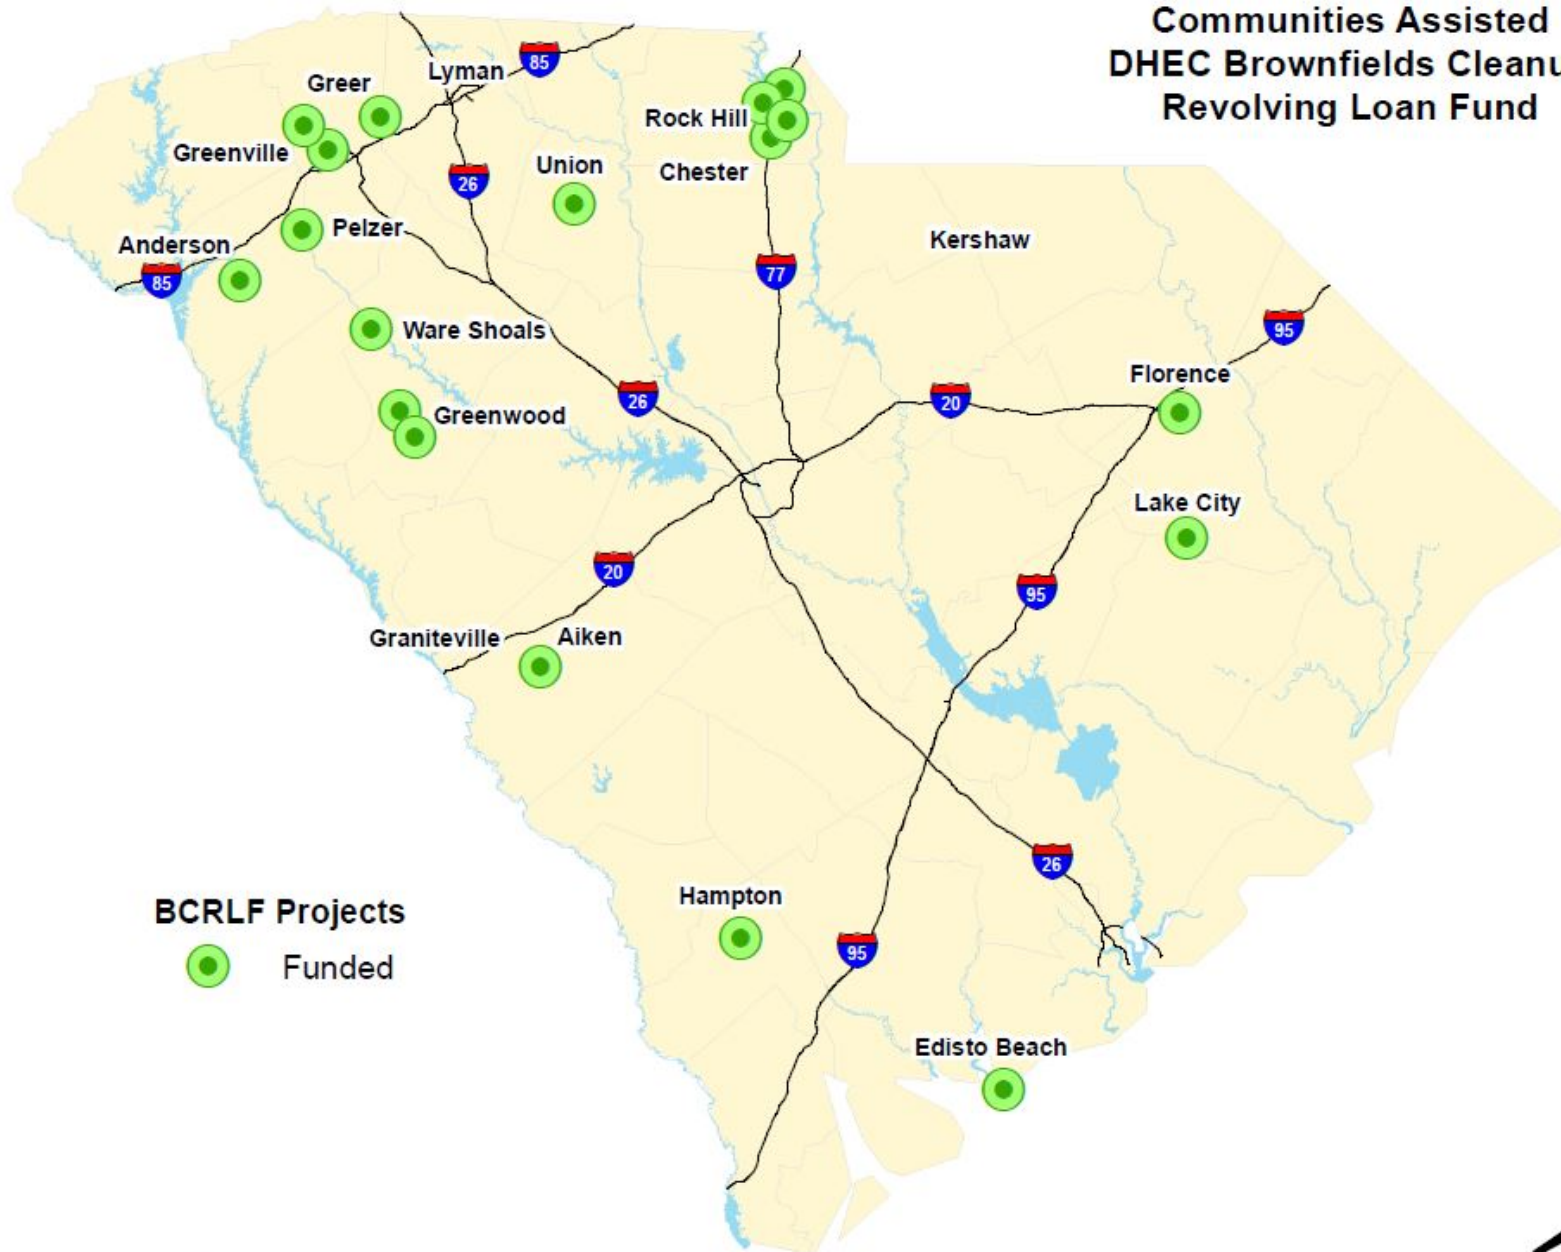 Communities Assisted
DHEC Brownfields Cleanu
Revolving Loan Fund
85
Lyman
Greer
Rock Hill
Greenville
Union
Chester
26
Pelzer
Anderson
Kershaw
85
77
Ware Shoals
95
Florence
26
20
Greenwood
Lake City
20
95
Graniteville
Aiken
26
Hampton
BCRLF Projects
95
Funded
Edisto Beach